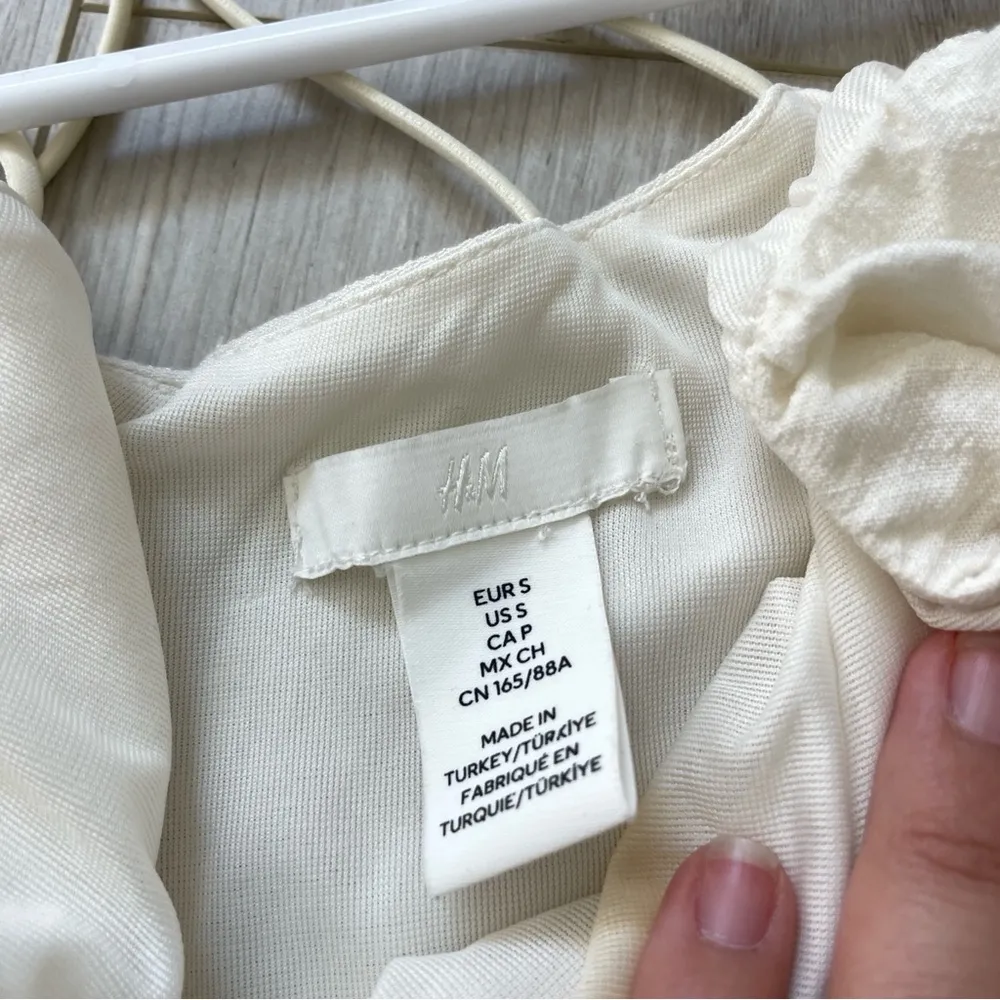 H&M
EUR S
US S
CA P
MX CH
CN 165/88A
MADE IN
TURKEY/TÜRKİYE
FABRIQUÉ EN
TURQUIE/TÜRKİYE